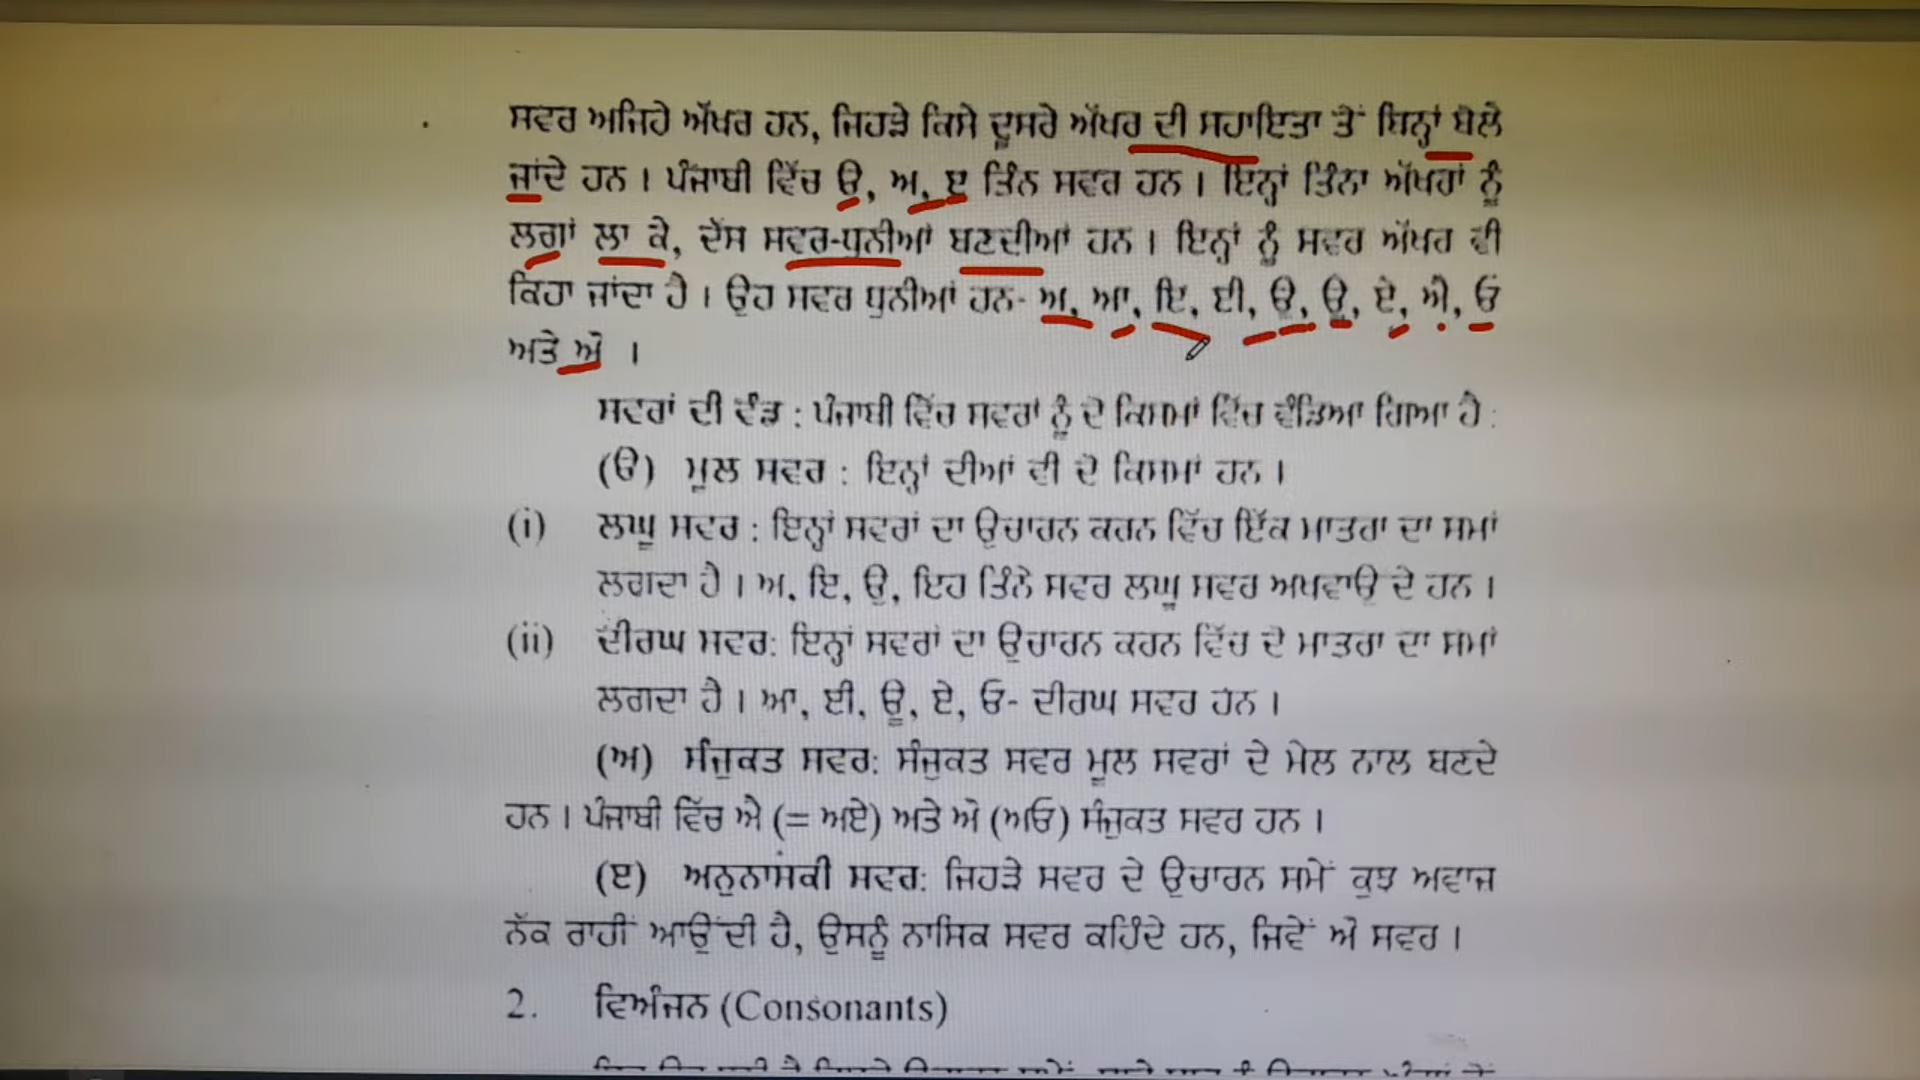 ਸਵਰ ਅਜਿਹੇ ਅੱਖਰ ਹਨ, ਜਿਹੜੇ ਕਿਸੇ ਦੂਸਰੇ ਅੱਖਰ ਦੀ ਸਹਾਇਤਾ ਤੋਂ ਬਿਨ੍ਹਾਂ ਬੋਲੇ
ਜਾਂਦੇ ਹਨ । ਪੰਜਾਬੀ ਵਿੱਚ ੳ, ਅ, ੲ ਤਿੰਨ ਸਵਰ ਹਨ । ਇਨ੍ਹਾਂ ਤਿੰਨਾ ਅੱਖਰਾਂ ਨੂੰ
ਲਗਾਂ ਲਾ ਕੇ, ਦੱਸ ਸਵਰ-ਧੁਨੀਆਂ ਬਣਦੀਆਂ ਹਨ । ਇਨ੍ਹਾਂ ਨੂੰ ਸਵਰ ਅੱਖਰ ਵੀ
ਕਿਹਾ ਜਾਂਦਾ ਹੈ । ਉਹ ਸਵਰ ਧੁਨੀਆਂ ਹਨ- ਅ, ਆ, ਇ, ਈ, ਉ, ਊ, ਏ, ਐ, ਓ
ਅਤੇ ਔ ।
ਸਵਰਾਂ ਦੀ ਵੰਡ : ਪੰਜਾਬੀ ਵਿੱਚ ਸਵਰਾਂ ਨੂੰ ਦੋ ਕਿਸਮਾਂ ਵਿੱਚ ਵੰਡਿਆ ਗਿਆ ਹੈ :
(ੳ) ਮੂਲ ਸਵਰ : ਇਨ੍ਹਾਂ ਦੀਆਂ ਵੀ ਦੋ ਕਿਸਮਾਂ ਹਨ ।
(i) ਲਘੂ ਸਵਰ : ਇਨ੍ਹਾਂ ਸਵਰਾਂ ਦਾ ਉਚਾਰਨ ਕਰਨ ਵਿੱਚ ਇੱਕ ਮਾਤਰਾ ਦਾ ਸਮਾਂ
ਲਗਦਾ ਹੈ । ਅ, ਇ, ਉ, ਇਹ ਤਿੰਨੇ ਸਵਰ ਲਘੂ ਸਵਰ ਅਖਵਾਉਂਦੇ ਹਨ ।
(ii) ਦੀਰਘ ਸਵਰ: ਇਨ੍ਹਾਂ ਸਵਰਾਂ ਦਾ ਉਚਾਰਨ ਕਰਨ ਵਿੱਚ ਦੋ ਮਾਤਰਾ ਦਾ ਸਮਾਂ
ਲਗਦਾ ਹੈ । ਆ, ਈ, ਊ, ਏ, ਓ- ਦੀਰਘ ਸਵਰ ਹਨ ।
(ਅ) ਸੰਜੁਕਤ ਸਵਰ: ਸੰਜੁਕਤ ਸਵਰ ਮੂਲ ਸਵਰਾਂ ਦੇ ਮੇਲ ਨਾਲ ਬਣਦੇ
ਹਨ । ਪੰਜਾਬੀ ਵਿੱਚ ਐ (= ਅਏ) ਅਤੇ ਔ (ਅਓ) ਸੰਜੁਕਤ ਸਵਰ ਹਨ ।
(ੲ) ਅਨੁਨਾਸਕੀ ਸਵਰ: ਜਿਹੜੇ ਸਵਰ ਦੇ ਉਚਾਰਨ ਸਮੇਂ ਕੁਝ ਅਵਾਜ਼
ਨੱਕ ਰਾਹੀਂ ਆਉਂਦੀ ਹੈ, ਉਸਨੂੰ ਨਾਸਿਕ ਸਵਰ ਕਹਿੰਦੇ ਹਨ, ਜਿਵੇਂ ਔ ਸਵਰ ।
2. ਵਿਅੰਜਨ (Consonants)